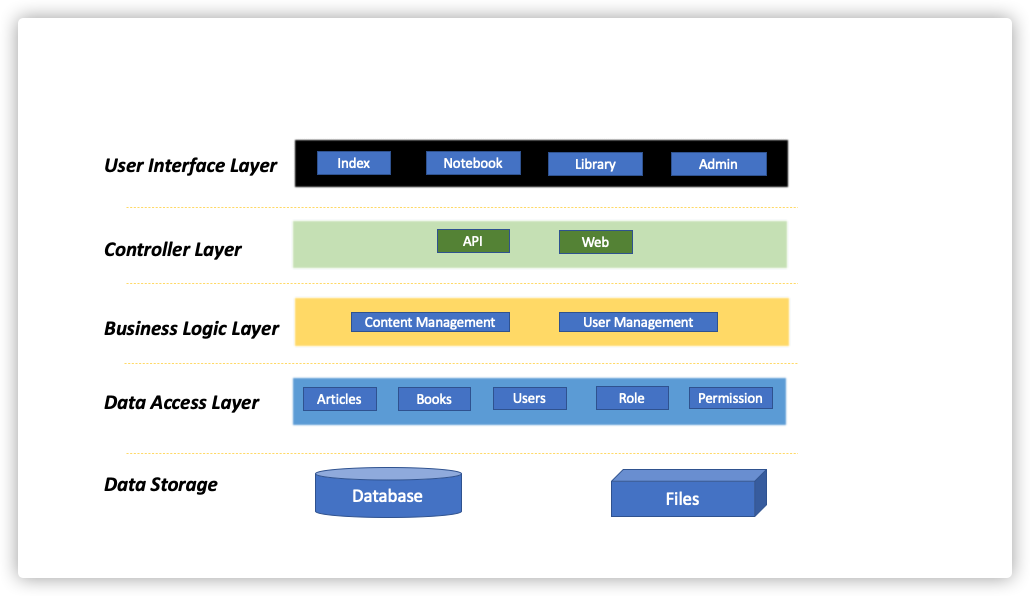 User Interface Layer
Index
Notebook
Library
Admin
Controller Layer
API
Web
Business Logic Layer
Content Management
User Management
Data Access Layer
Articles
Books
Users
Role
Permission
Data Storage
Database
Files